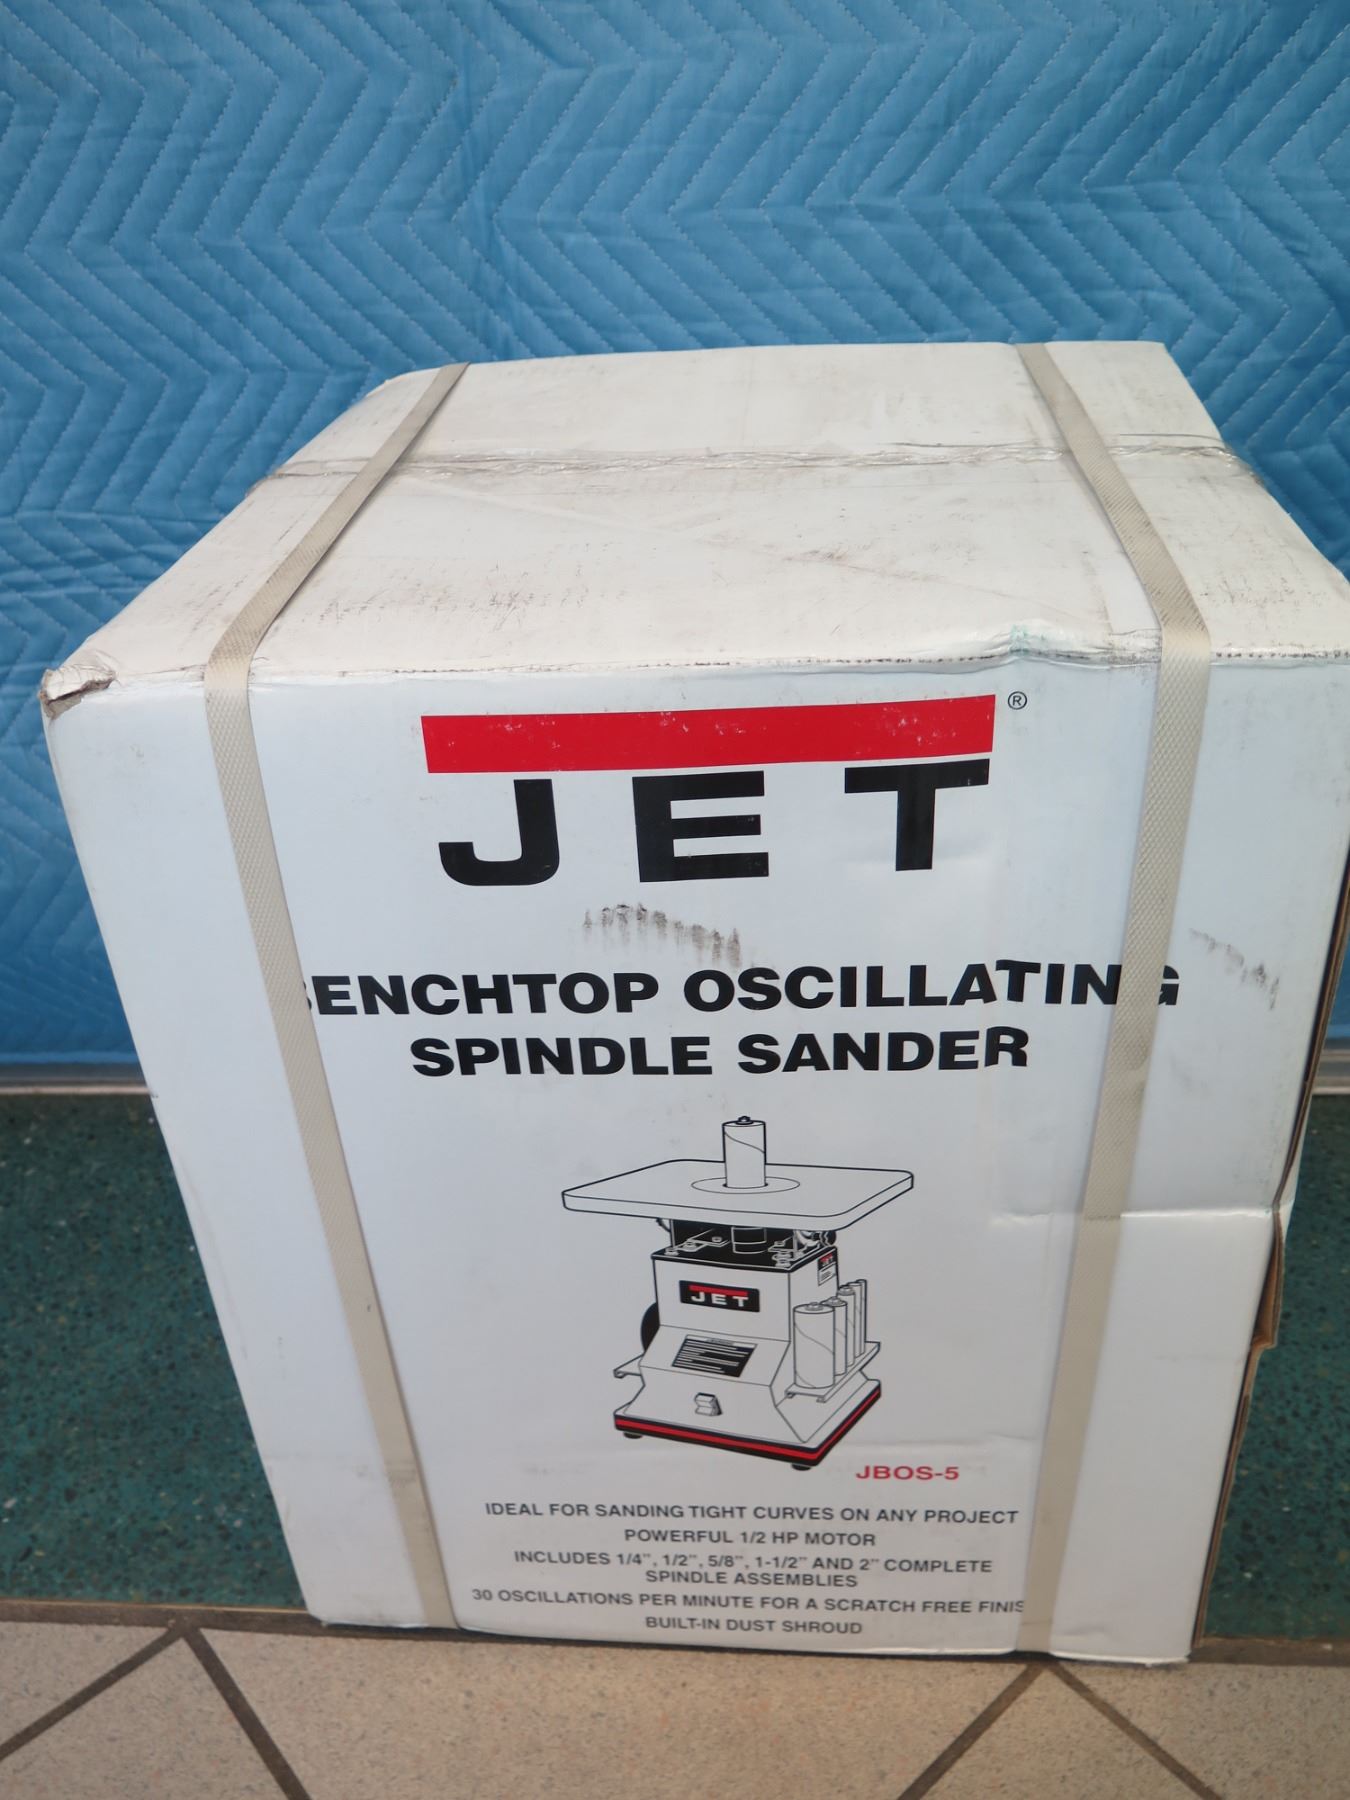 JET®
BENCHTOP OSCILLATING
SPINDLE SANDER
JET
JBOS-5
IDEAL FOR SANDING TIGHT CURVES ON ANY PROJECT
POWERFUL 1/2 HP MOTOR
INCLUDES 1/4", 1/2", 5/8", 1-1/2" AND 2" COMPLETE
SPINDLE ASSEMBLIES
30 OSCILLATIONS PER MINUTE FOR A SCRATCH FREE FINIS
BUILT-IN DUST SHROUD